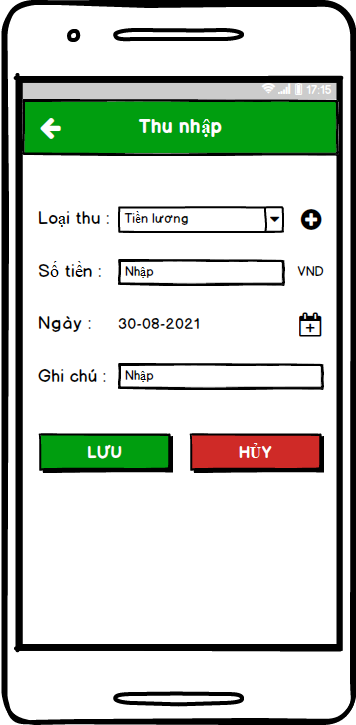 17:15
Thu nhập
Loại thu : Tiền lương
Số tiền : Nhập VND
Ngày : 30-08-2021
Ghi chú : Nhập
LƯU HỦY